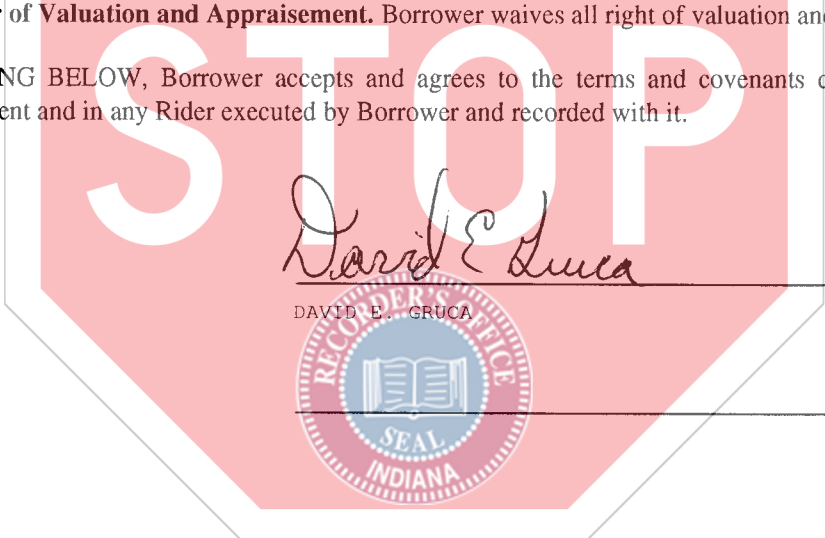 of Valuation and Appraisement. Borrower waives all right of valuation an
NG BELOW, Borrower accepts and agrees to the terms and covenants
ent and in any Rider executed by Borrower and recorded with it.
STOP
David E Gruca
DAVID E. GRUCA
RECORDER'S OFFICE
SEAL
INDIANA